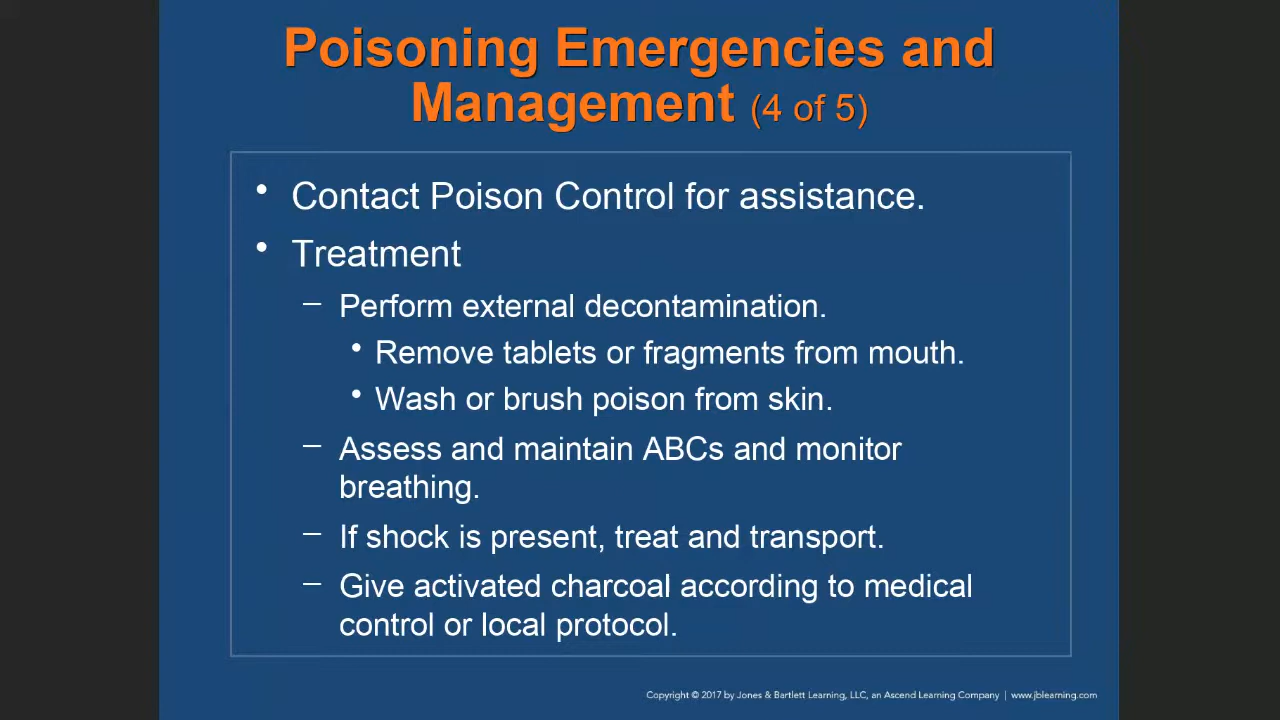 Poisoning Emergencies and
Management (4 of 5)
• Contact Poison Control for assistance.
• Treatment
– Perform external decontamination.
• Remove tablets or fragments from mouth.
• Wash or brush poison from skin.
– Assess and maintain ABCs and monitor
breathing.
– If shock is present, treat and transport.
– Give activated charcoal according to medical
control or local protocol.
Copyright © 2017 by Jones & Bartlett Learning, LLC, an Ascend Learning Company | www.jblearning.com